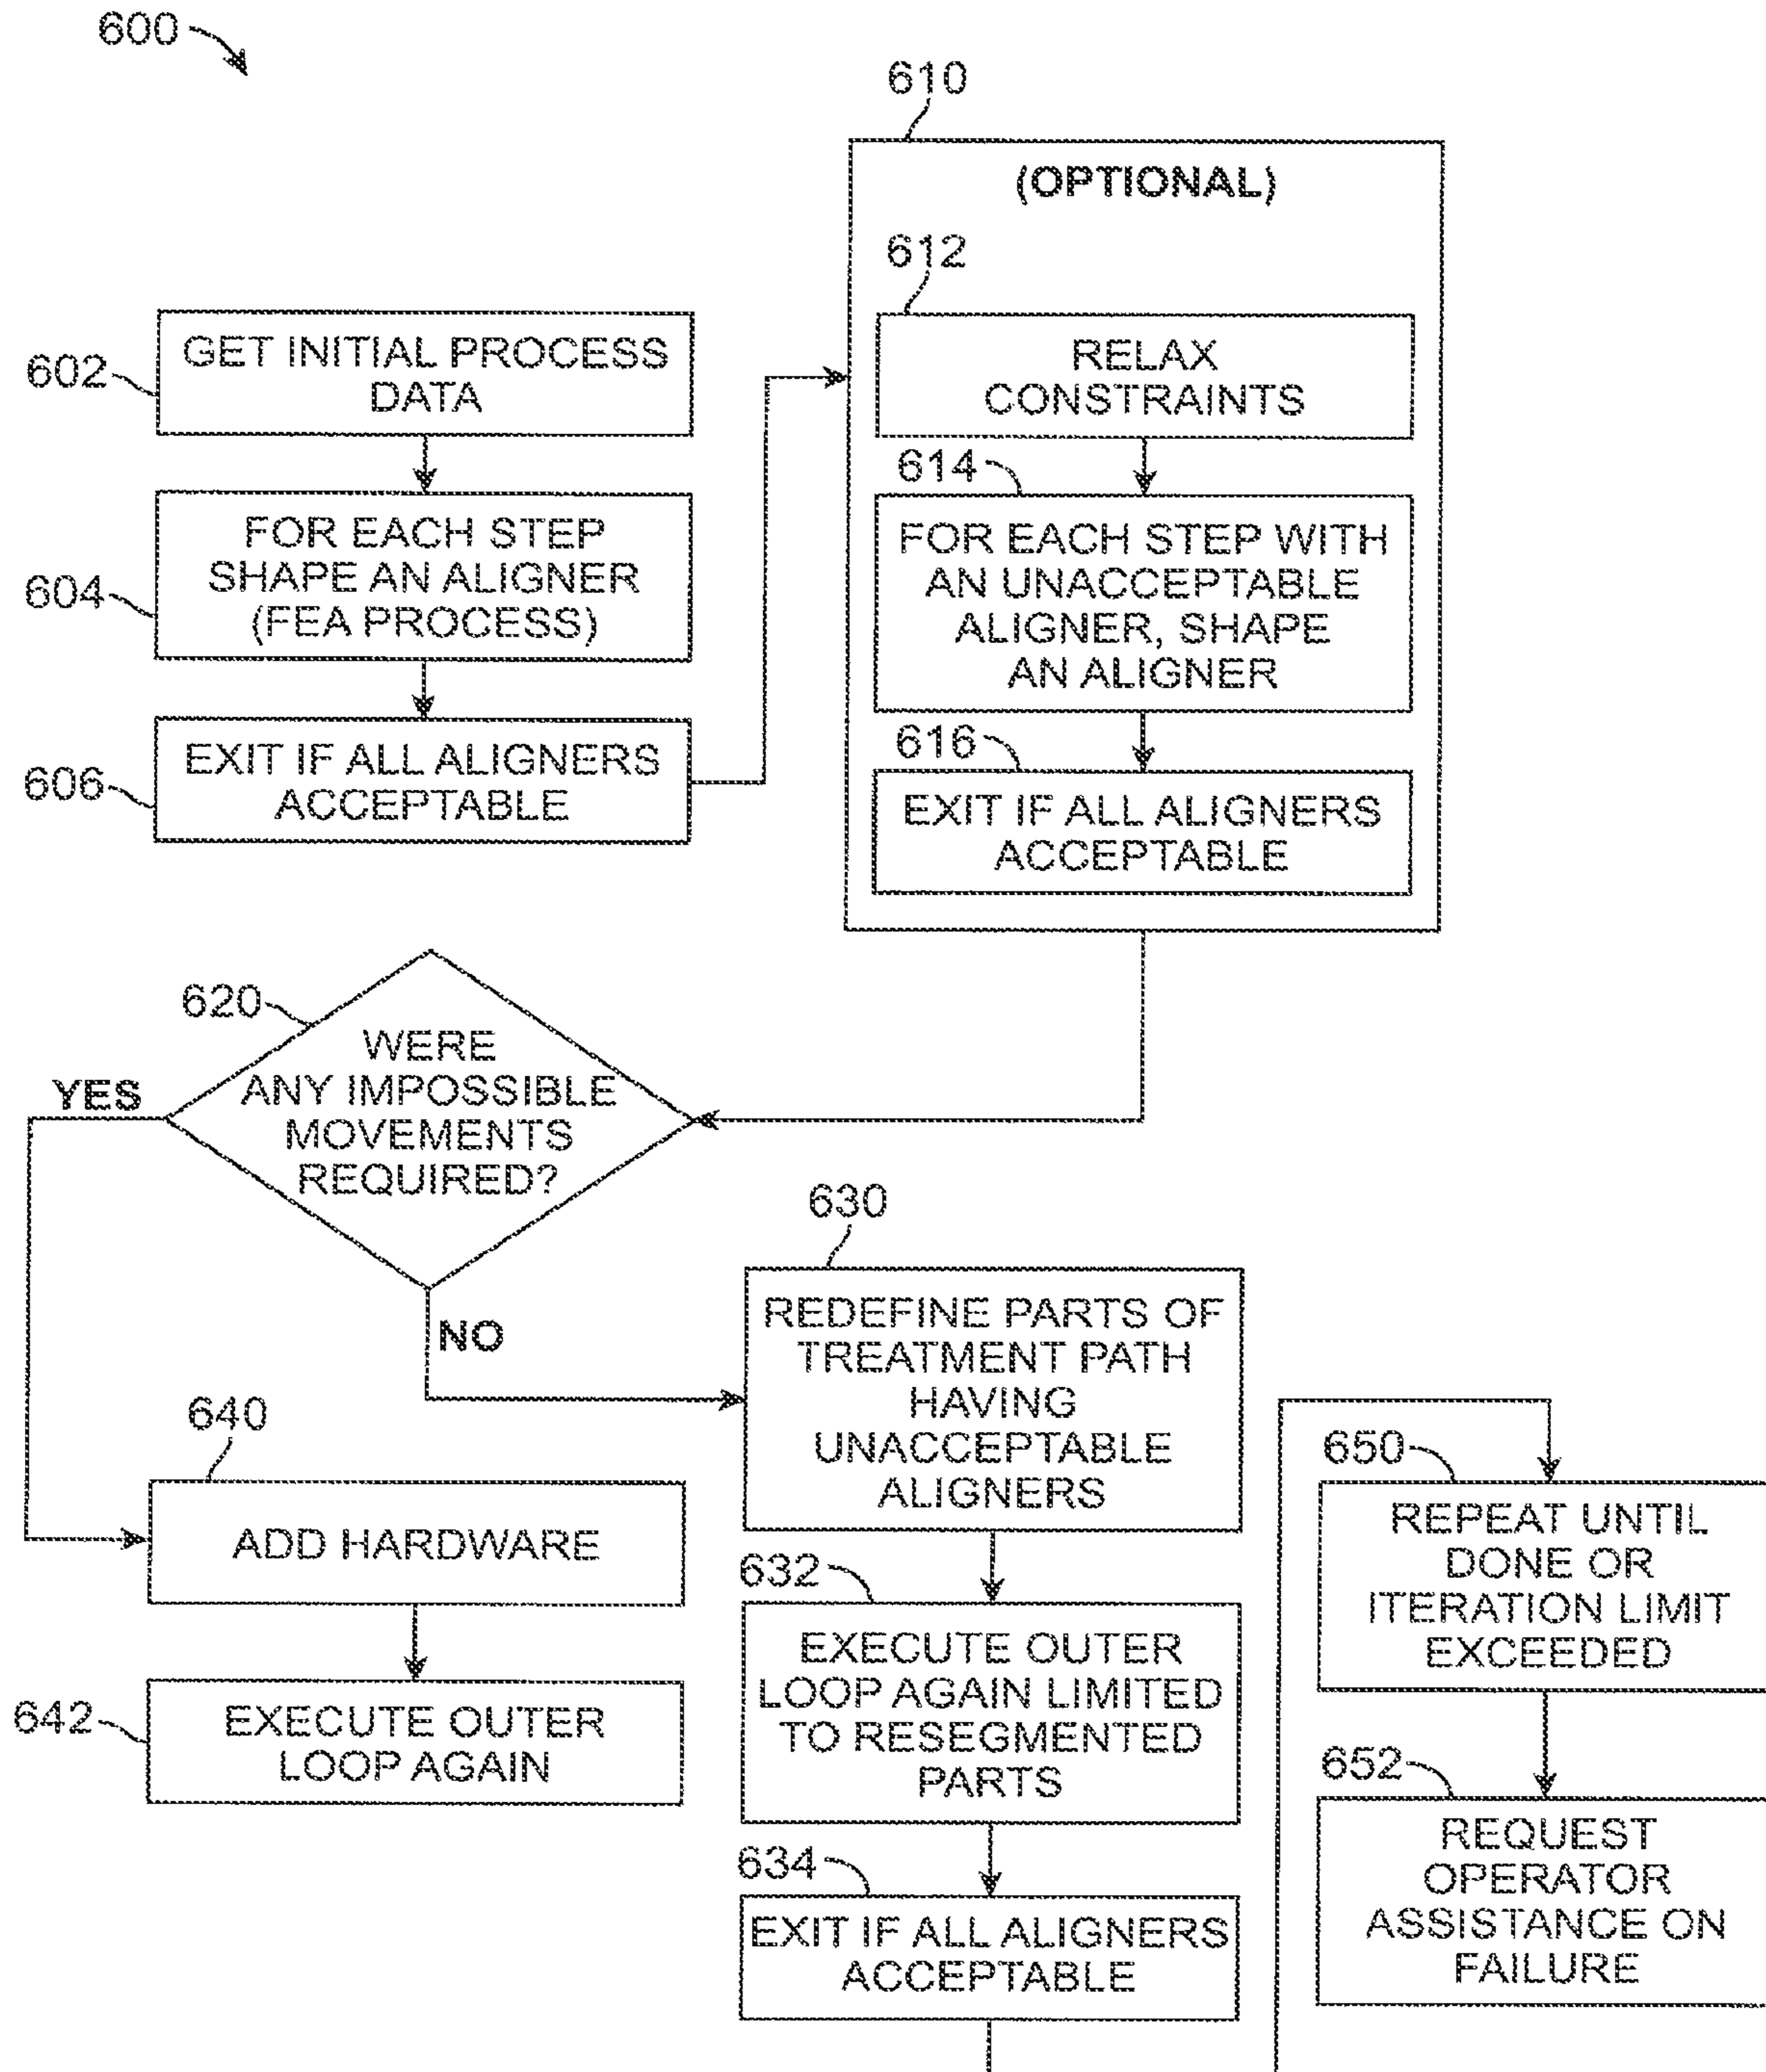 600
602
GET INITIAL PROCESS
DATA
604
FOR EACH STEP
SHAPE AN ALIGNER
(FEA PROCESS)
606
EXIT IF ALL ALIGNERS
ACCEPTABLE
610
(OPTIONAL)
612
RELAX
CONSTRAINTS
614
FOR EACH STEP WITH
AN UNACCEPTABLE
ALIGNER, SHAPE
AN ALIGNER
616
EXIT IF ALL ALIGNERS
ACCEPTABLE
620
WERE
ANY IMPOSSIBLE
MOVEMENTS
REQUIRED?
YES
NO
640
ADD HARDWARE
642
EXECUTE OUTER
LOOP AGAIN
630
REDEFINE PARTS OF
TREATMENT PATH
HAVING
UNACCEPTABLE
ALIGNERS
632
EXECUTE OUTER
LOOP AGAIN LIMITED
TO RESEGMENTED
PARTS
634
EXIT IF ALL ALIGNERS
ACCEPTABLE
650
REPEAT UNTIL
DONE OR
ITERATION LIMIT
EXCEEDED
652
REQUEST
OPERATOR
ASSISTANCE ON
FAILURE